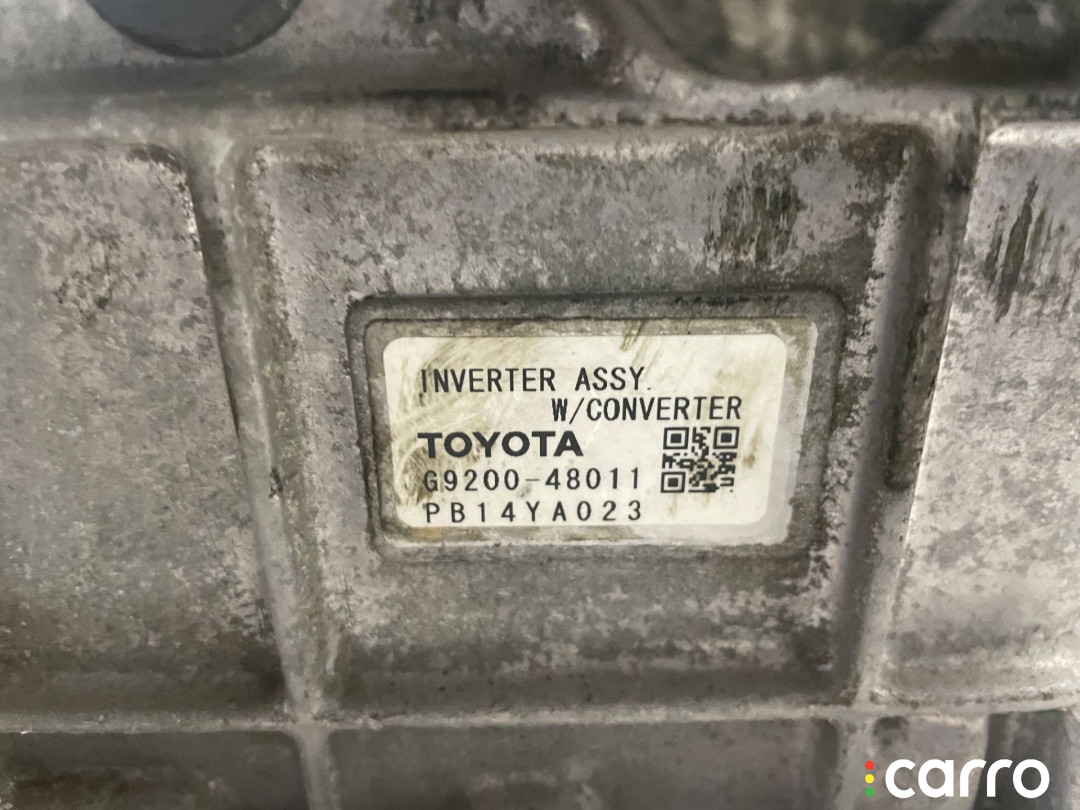 INVERTER ASSY.
W/CONVERTER
TOYOTA
G9200-48011
PB14YA023
carro